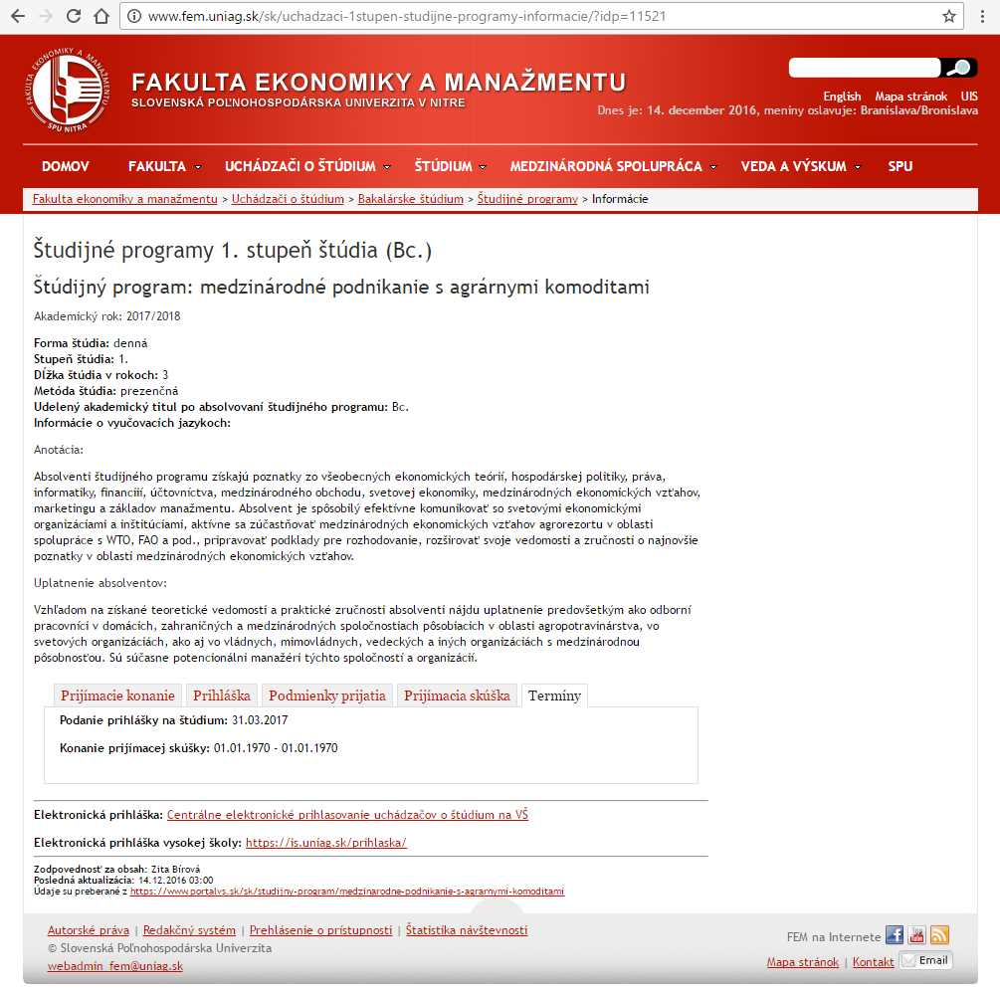 www.fem.uniag.sk/sk/uchadzaci-1stupen-studijne-programy-informacie/?idp=11521
FAKULTA EKONOMIKY A MANAŽMENTU
SPU NITRA
FAKULTA EKONOMIKY A MANAŽMENTU
SLOVENSKÁ POĽNOHOSPODÁRSKA UNIVERZITA V NITRE
English Mapa stránok UIS
Dnes je: 14. december 2016, meniny oslavuje: Branislava/Bronislava
DOMOV FAKULTA UCHÁDZAČI O ŠTÚDIUM ŠTÚDIUM MEDZINÁRODNÁ SPOLUPRÁCA VEDA A VÝSKUM SPU
Fakulta ekonomiky a manažmentu > Uchádzači o štúdium > Bakalárske štúdium > Študijné programy > Informácie
Študijné programy 1. stupeň štúdia (Bc.)
Štúdijný program: medzinárodné podnikanie s agrárnymi komoditami
Akademický rok: 2017/2018
Forma štúdia: denná
Stupeň štúdia: 1.
Dĺžka štúdia v rokoch: 3
Metóda štúdia: prezenčná
Udelený akademický titul po absolvovaní študijného programu: Bc.
Informácie o vyučovacích jazykoch:
Anotácia:
Absolventi študijného programu získajú poznatky zo všeobecných ekonomických teórií, hospodárskej politiky, práva,
informatiky, financiíí, účtovníctva, medzinárodného obchodu, svetovej ekonomiky, medzinárodných ekonomických vzťahov,
marketingu a základov manažmentu. Absolvent je spôsobilý efektívne komunikovať so svetovými ekonomickými
organizáciami a inštitúciami, aktívne sa zúčastňovať medzinárodných ekonomických vzťahov agrorezortu v oblasti
spolupráce s WTO, FAO a pod., pripravovať podklady pre rozhodovanie, rozširovať svoje vedomosti a zručnosti o najnovšie
poznatky v oblasti medzinárodných ekonomických vzťahov.
Uplatnenie absolventov:
Vzhľadom na získané teoretické vedomosti a praktické zručnosti absolventi nájdu uplatnenie predovšetkým ako odborní
pracovníci v domácich, zahraničných a medzinárodných spoločnostiach pôsobiacich v oblasti agropotravinárstva, vo
svetových organizáciách, ako aj vo vládnych, mimovládnych, vedeckých a iných organizáciách s medzinárodnou
pôsobnosťou. Sú súčasne potencionálni manažéri týchto spoločností a organizácií.
Prijímacie konanie Prihláška Podmienky prijatia Prijímacia skúška Termíny
Podanie prihlášky na štúdium: 31.03.2017
Konanie prijímacej skúšky: 01.01.1970 - 01.01.1970
Elektronická prihláška: Centrálne elektronické prihlasovanie uchádzačov o štúdium na VŠ
Elektronická prihláška vysokej školy: https://is.uniag.sk/prihlaska/
Zodpovednosť za obsah: Zita Bírová
Posledná aktualizácia: 14.12.2016 03:00
Údaje su preberané z https://www.portalvs.sk/sk/studijny-program/medzinarodne-podnikanie-s-agrarnymi-komoditami
Autorské práva | Redakčný systém | Prehlásenie o prístupnosti | Štatistika návštevnosti
© Slovenská Poľnohospodárska Univerzita
webadmin_fem@uniag.sk
FEM na Internete
Mapa stránok | Kontakt Email